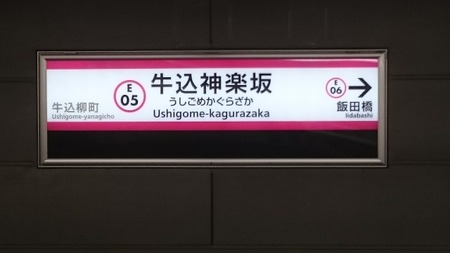 牛込柳町
Ushigome-yanagicho
E
05
牛込神楽坂
うしごめかぐらざか
Ushigome-kagurazaka
E
06
飯田橋
Iidabashi